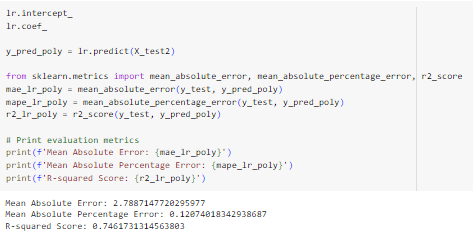 lr.intercept_
lr.coef_
y_pred_poly = lr.predict(X_test2)
from sklearn.metrics import mean_absolute_error, mean_absolute_percentage_error, r2_score
mae_lr_poly = mean_absolute_error(y_test, y_pred_poly)
mape_lr_poly = mean_absolute_percentage_error(y_test, y_pred_poly)
r2_lr_poly = r2_score(y_test, y_pred_poly)
# Print evaluation metrics
print(f'Mean Absolute Error: {mae_lr_poly}')
print(f'Mean Absolute Percentage Error: {mape_lr_poly}')
print(f'R-squared Score: {r2_lr_poly}')
Mean Absolute Error: 2.7887147720295977
Mean Absolute Percentage Error: 0.12074018342938687
R-squared Score: 0.7461731314563803